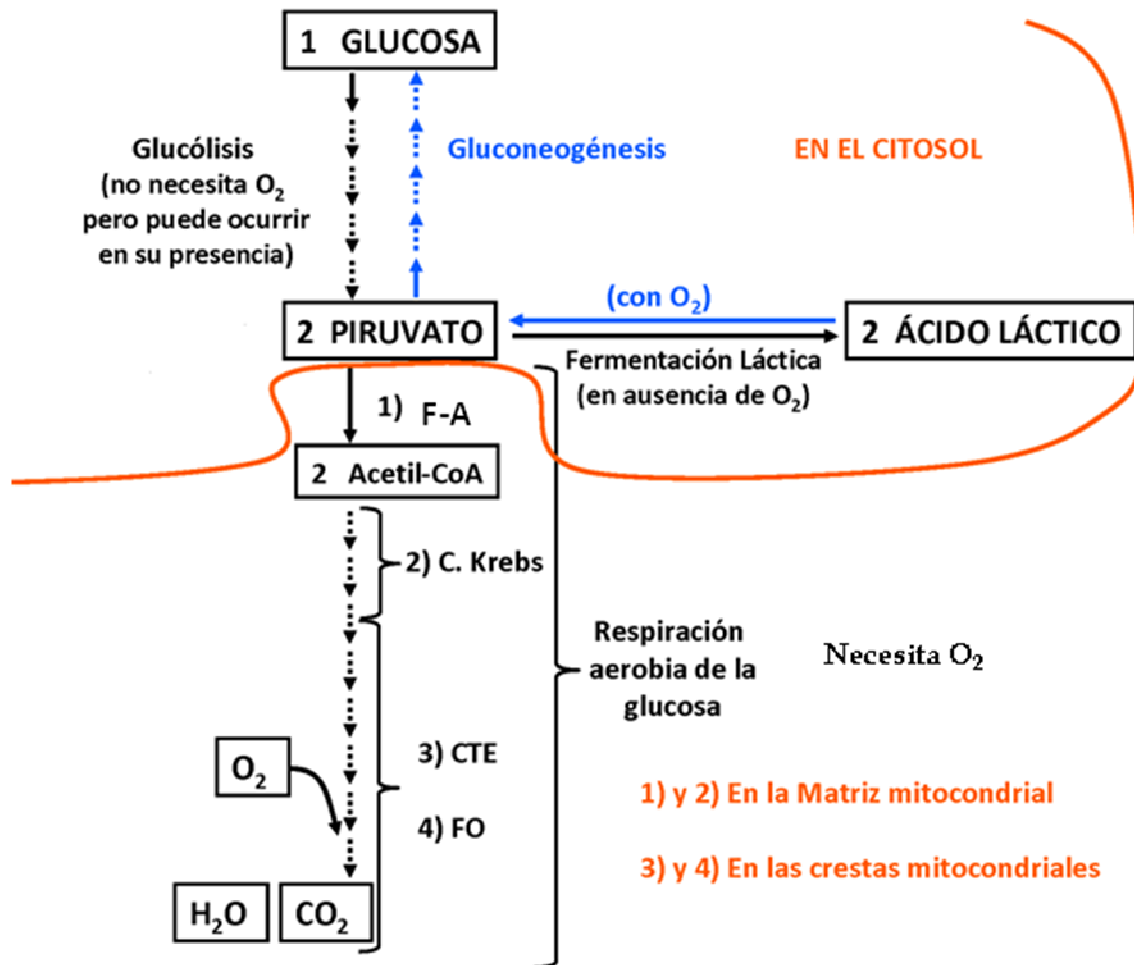 1 GLUCOSA
Glucólisis
(no necesita O₂
pero puede ocurrir
en su presencia)
Gluconeogénesis
EN EL CITOSOL
2 PIRUVATO
(con O₂)
2 ÁCIDO LÁCTICO
Fermentación Láctica
(en ausencia de O₂)
1) F-A
2 Acetil-CoA
2) C. Krebs
Respiración
aerobia de la
glucosa
Necesita O₂
O₂
3) CTE
4) FO
1) y 2) En la Matriz mitocondrial
3) y 4) En las crestas mitocondriales
H₂O
CO₂